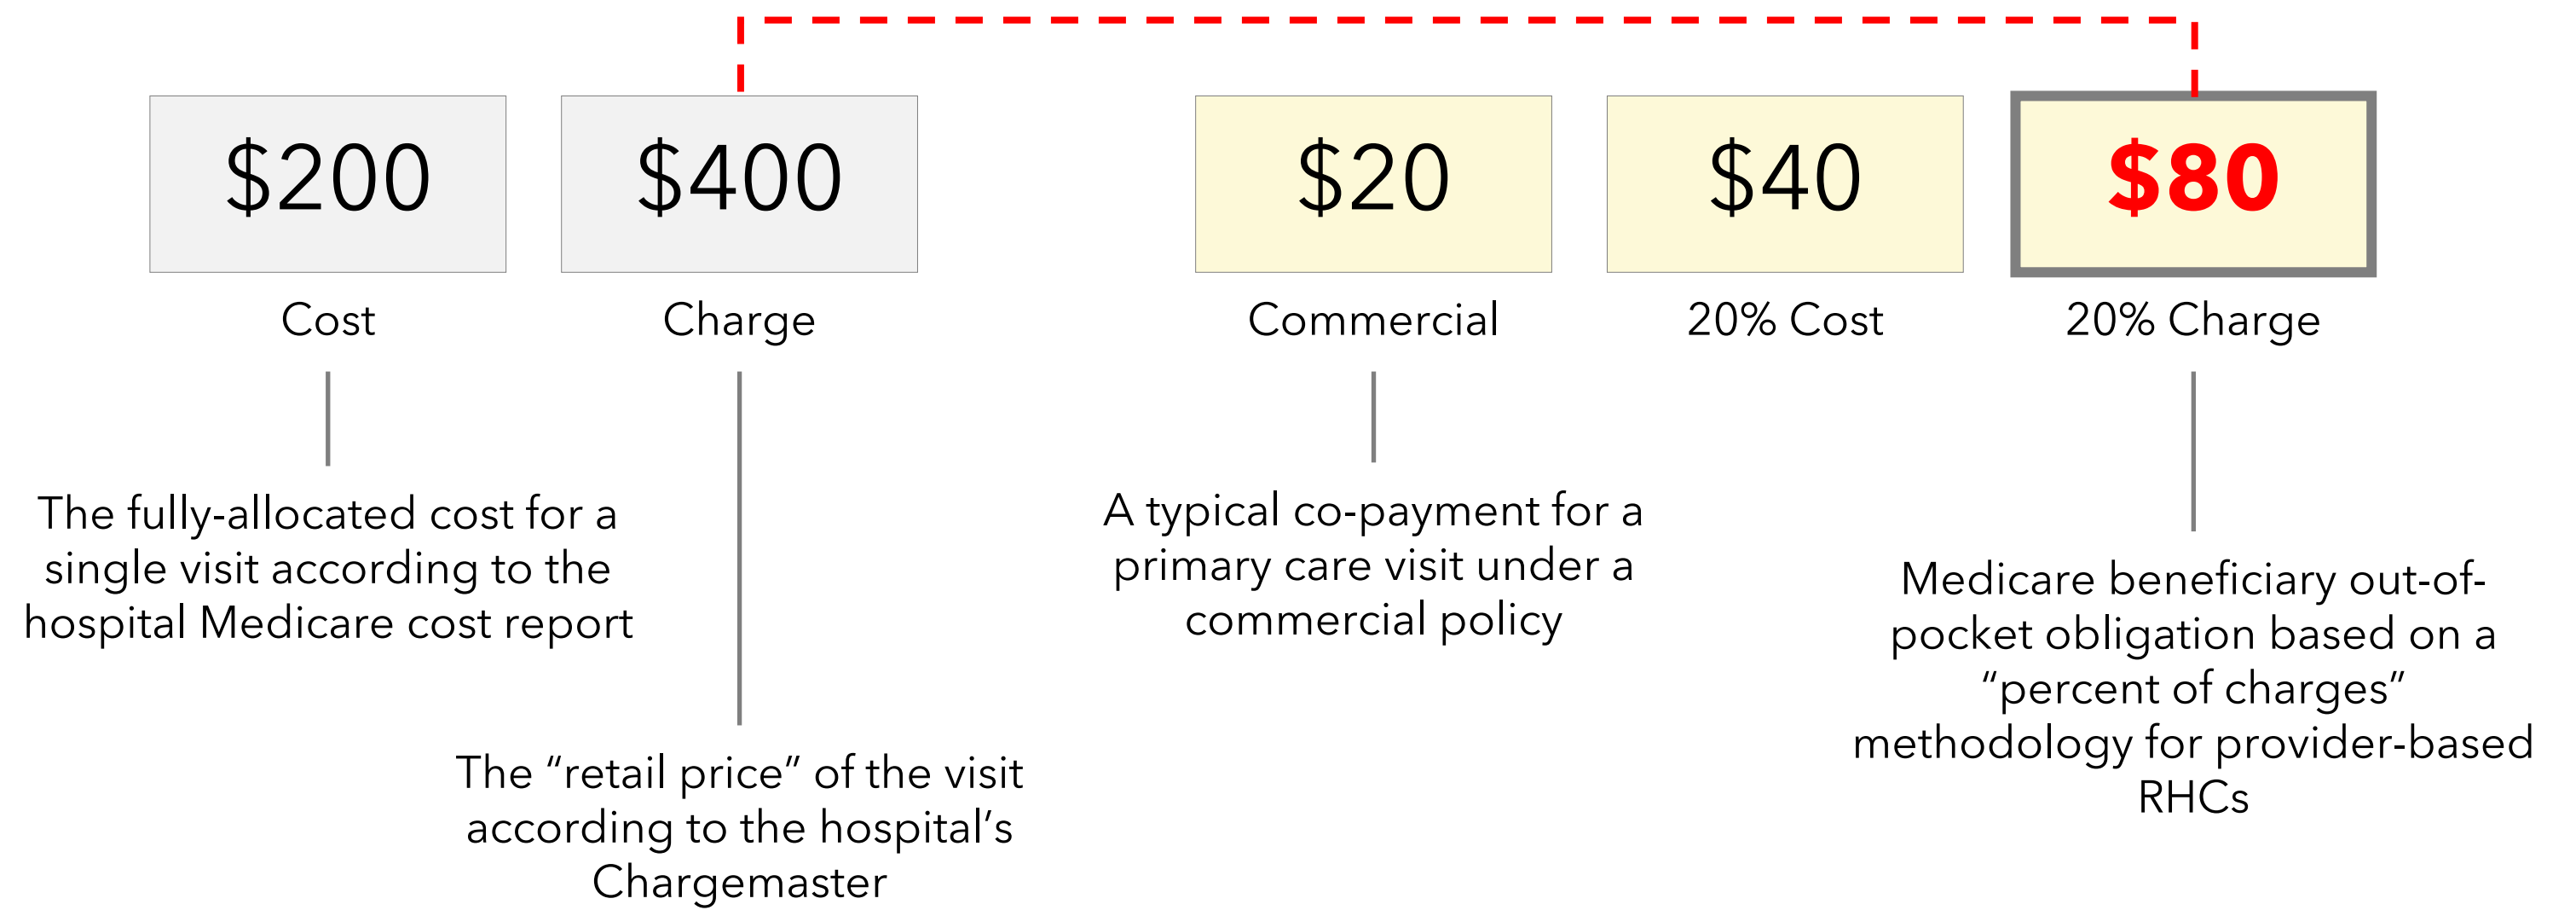 $200
$400
$20
$40
$80
Cost
Charge
Commercial
20% Cost
20% Charge
The fully-allocated cost for a
single visit according to the
hospital Medicare cost report
The “retail price” of the visit
according to the hospital’s
Chargemaster
A typical co-payment for a
primary care visit under a
commercial policy
Medicare beneficiary out-of-
pocket obligation based on a
“percent of charges”
methodology for provider-based
RHCs